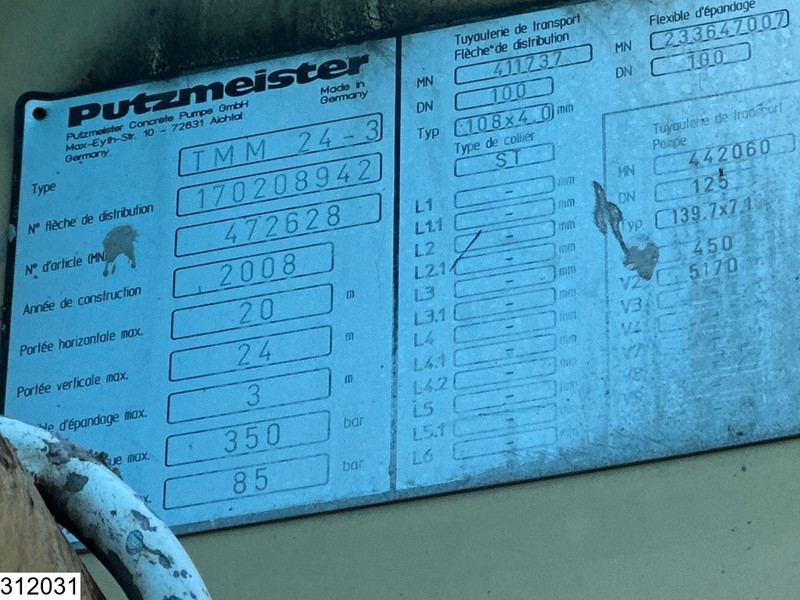 Putzmeister
Putzmeister Concrete Pumps GmbH
Max-Eyth-Str. 10 - 72631 Aichtal
Germany
Made in
Germany
Type TMM 24-3
N° flèche de distribution 170208942
N° d'article (MN) 472628
Année de construction 2008
Portée horizontale max. 20 m
Portée verticale max. 24 m
d'épandage max. 3 m
max. 350 bar
85 bar
Tuyauterie de transport
Flèche de distribution
MN 411737
DN 100
Typ 108x4.0 mm
Type de collier
ST
L1 - mm
L1.1 - mm
L2 - mm
L2.1 - mm
L3 - mm
L3.1 - mm
L4 - mm
L4.1 - mm
L4.2 - mm
L5 - mm
L5.1 - mm
L6 - mm
Flexible d'épandage
MN 233647007
DN 100
Tuyauterie de transport
Pompe
MN 442060
DN 125
Typ 139.7x7.1
450
V2 5170
V3
312031